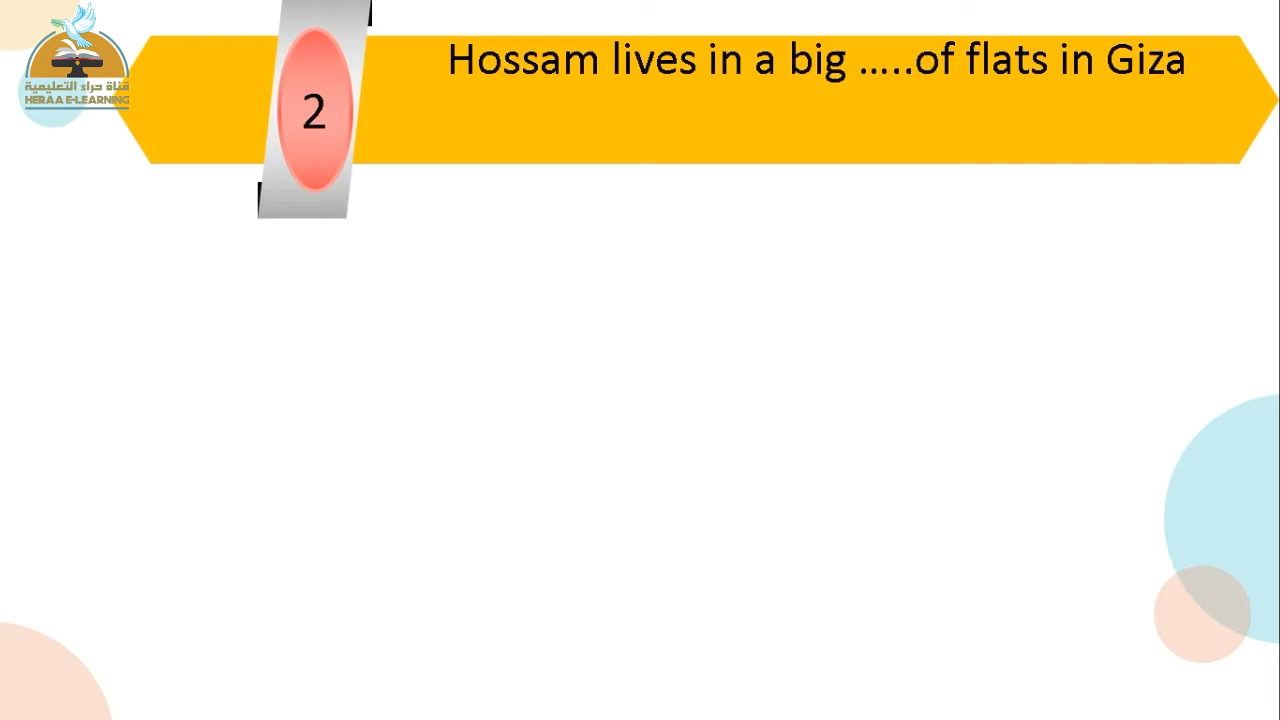 قناة حراء التعليمية
HERAA E-LEARNING
2
Hossam lives in a big .....of flats in Giza